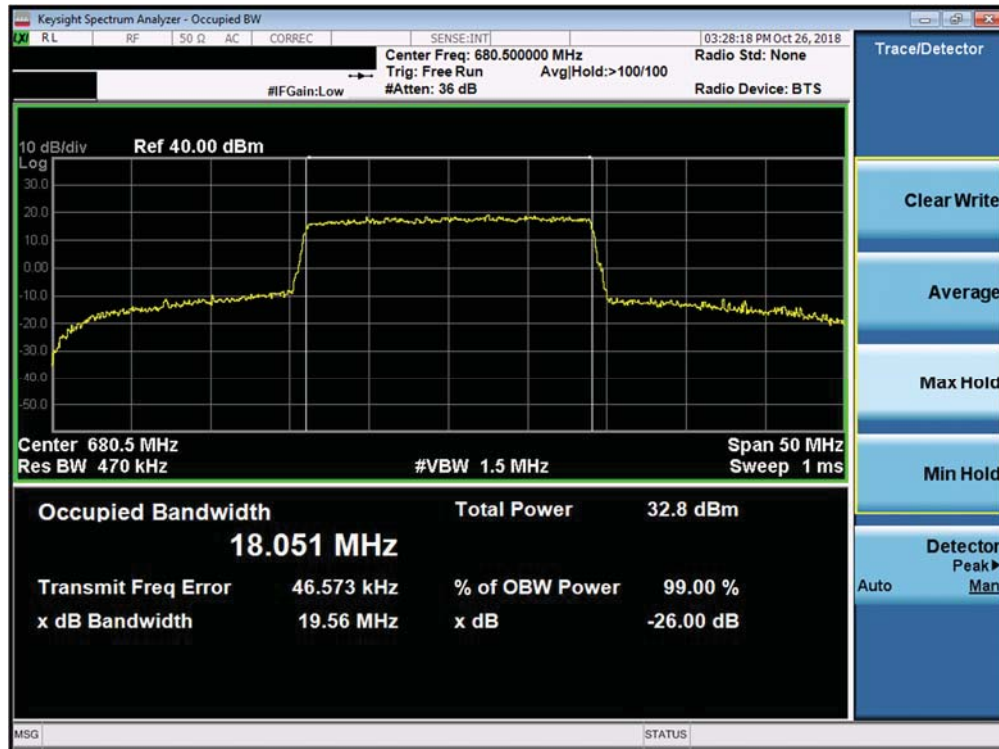 Keysight Spectrum Analyzer - Occupied BW
LXI RL RF 50 Ω AC CORREC SENSE:INT 03:28:18 PM Oct 26, 2018
Center Freq: 680.500000 MHz Radio Std: None
Trig: Free Run Avg|Hold:>100/100
#IFGain:Low #Atten: 36 dB Radio Device: BTS
Trace/Detector
10 dB/div Ref 40.00 dBm
Log
30.0
20.0
10.0
0.00
-10.0
-20.0
-30.0
-40.0
-50.0
Center 680.5 MHz Span 50 MHz
Res BW 470 kHz #VBW 1.5 MHz Sweep 1 ms
Occupied Bandwidth Total Power 32.8 dBm
18.051 MHz
Transmit Freq Error 46.573 kHz % of OBW Power 99.00 %
x dB Bandwidth 19.56 MHz x dB -26.00 dB
Clear Write
Average
Max Hold
Min Hold
Detector
Peak▶
Auto Man
MSG STATUS